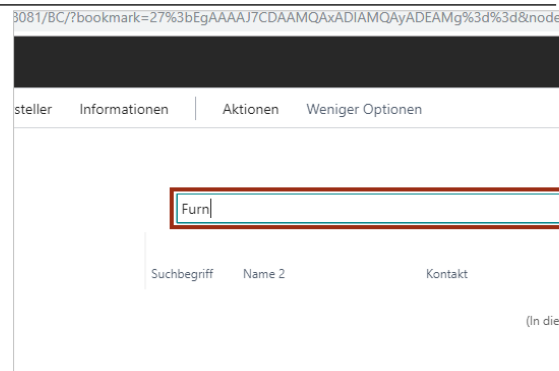 3081/BC/?bookmark=27%3bEgAAAAJ7CDAAMQAxADIAMQAyADEAMg%3d%3d&node
steller Informationen Aktionen Weniger Optionen
Furn
Suchbegriff Name 2 Kontakt
(In die